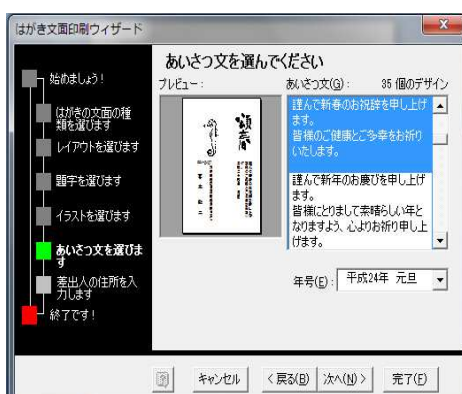 はがき文面印刷ウィザード
始めましょう!
はがきの文面の種
類を選びます
レイアウトを選びます
題字を選びます
イラストを選びます
あいさつ文を選びま
す
差出人の住所を入
力します
終了です!
あいさつ文を選んでください
プレビュー:
頌春
あいさつ文(G): 35 個のデザイン
謹んで新春のお祝辞を申し上げ
ます。
皆様のご健康とご多幸をお祈り
いたします。
謹んで新年のお慶びを申し上げ
ます。
皆様にとりまして素晴らしい年と
なりますよう、心よりお祈り申し上
げます。
年号(E): 平成24年 元旦
キャンセル
< 戻る(B)
次へ(N) >
完了(F)